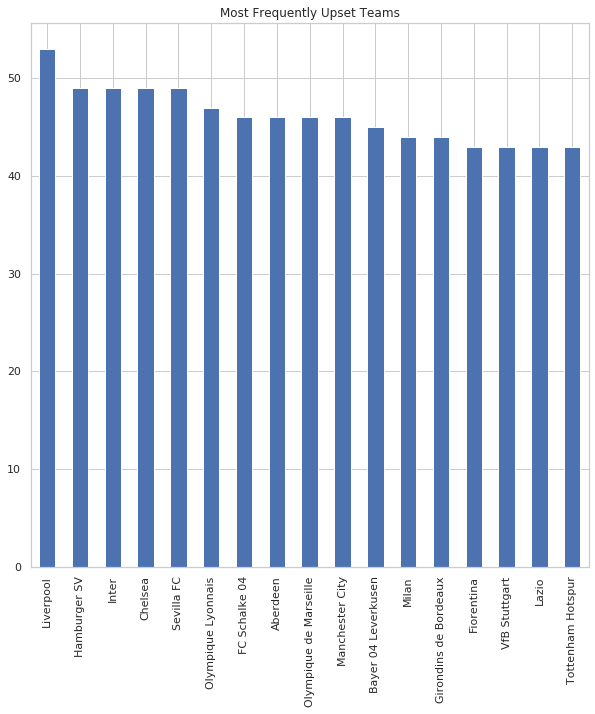 Most Frequently Upset Teams
50
40
30
20
10
0
Liverpool
Hamburger SV
Inter
Chelsea
Sevilla FC
Olympique Lyonnais
FC Schalke 04
Aberdeen
Olympique de Marseille
Manchester City
Bayer 04 Leverkusen
Milan
Girondins de Bordeaux
Fiorentina
VfB Stuttgart
Lazio
Tottenham Hotspur